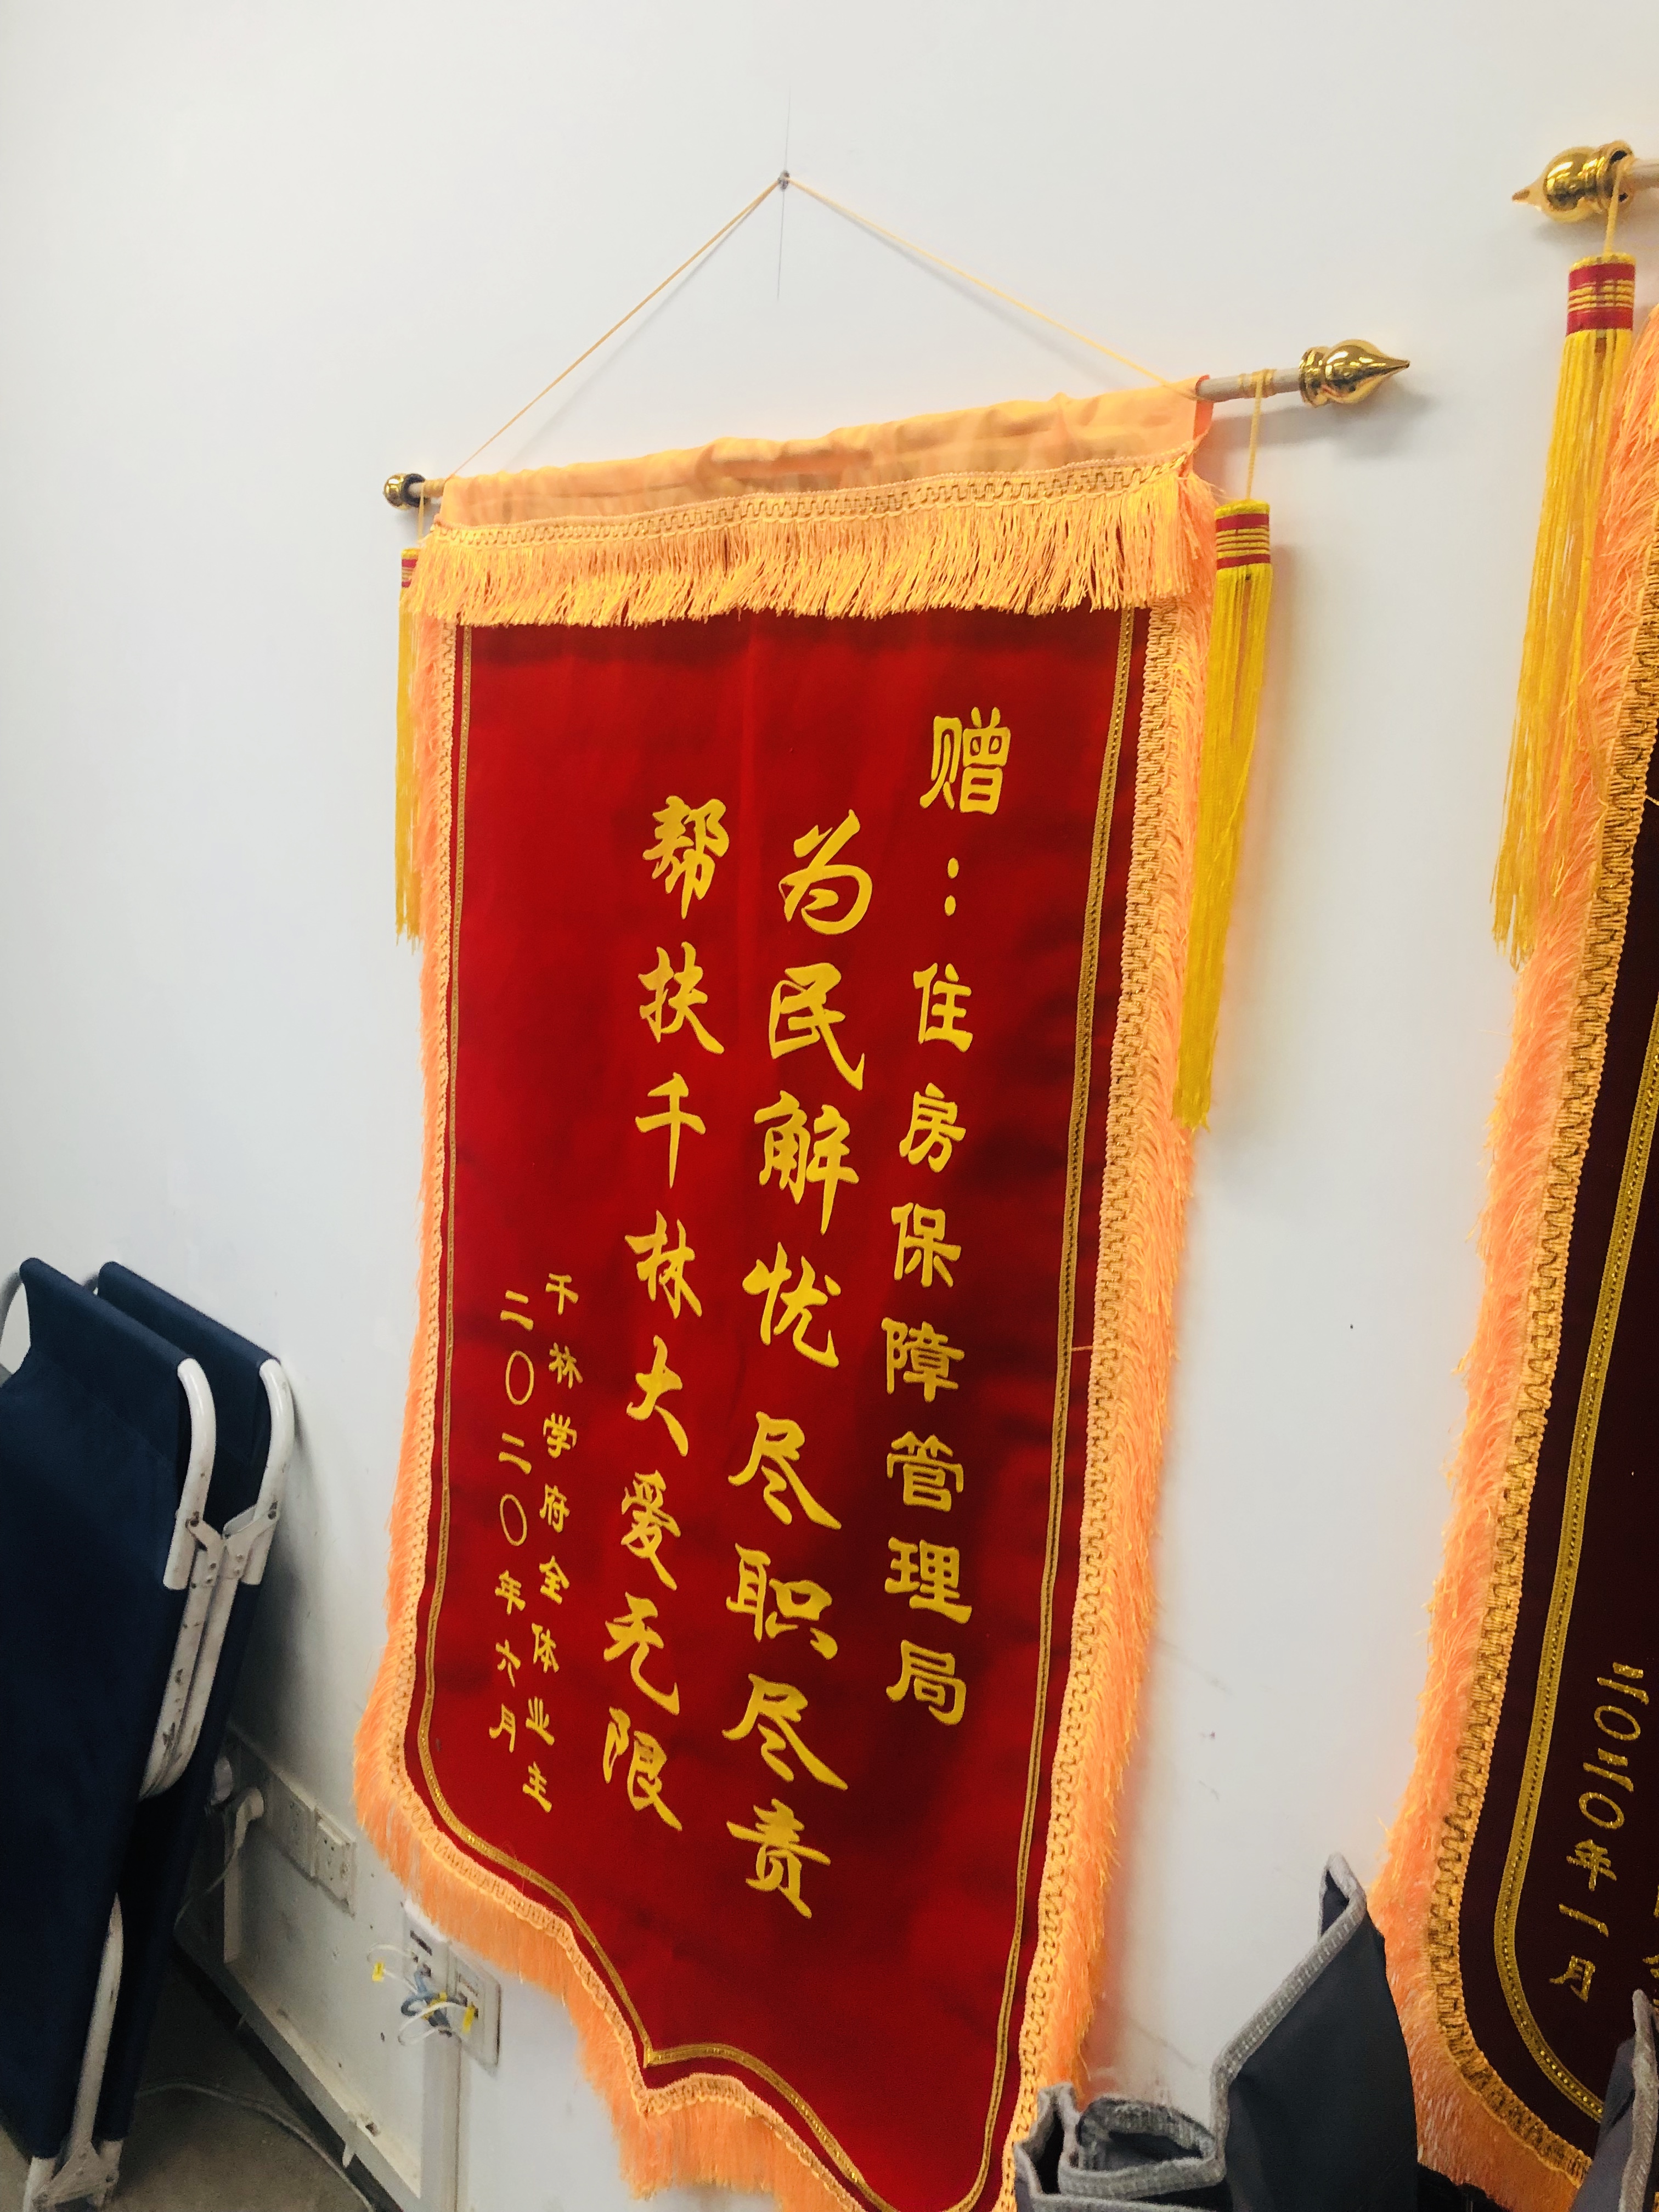 赠：住房保障管理局
为民解忧尽职尽责
帮扶千林大爱无限
千林学府全体业主
二〇二〇年六月
二〇二〇年一月